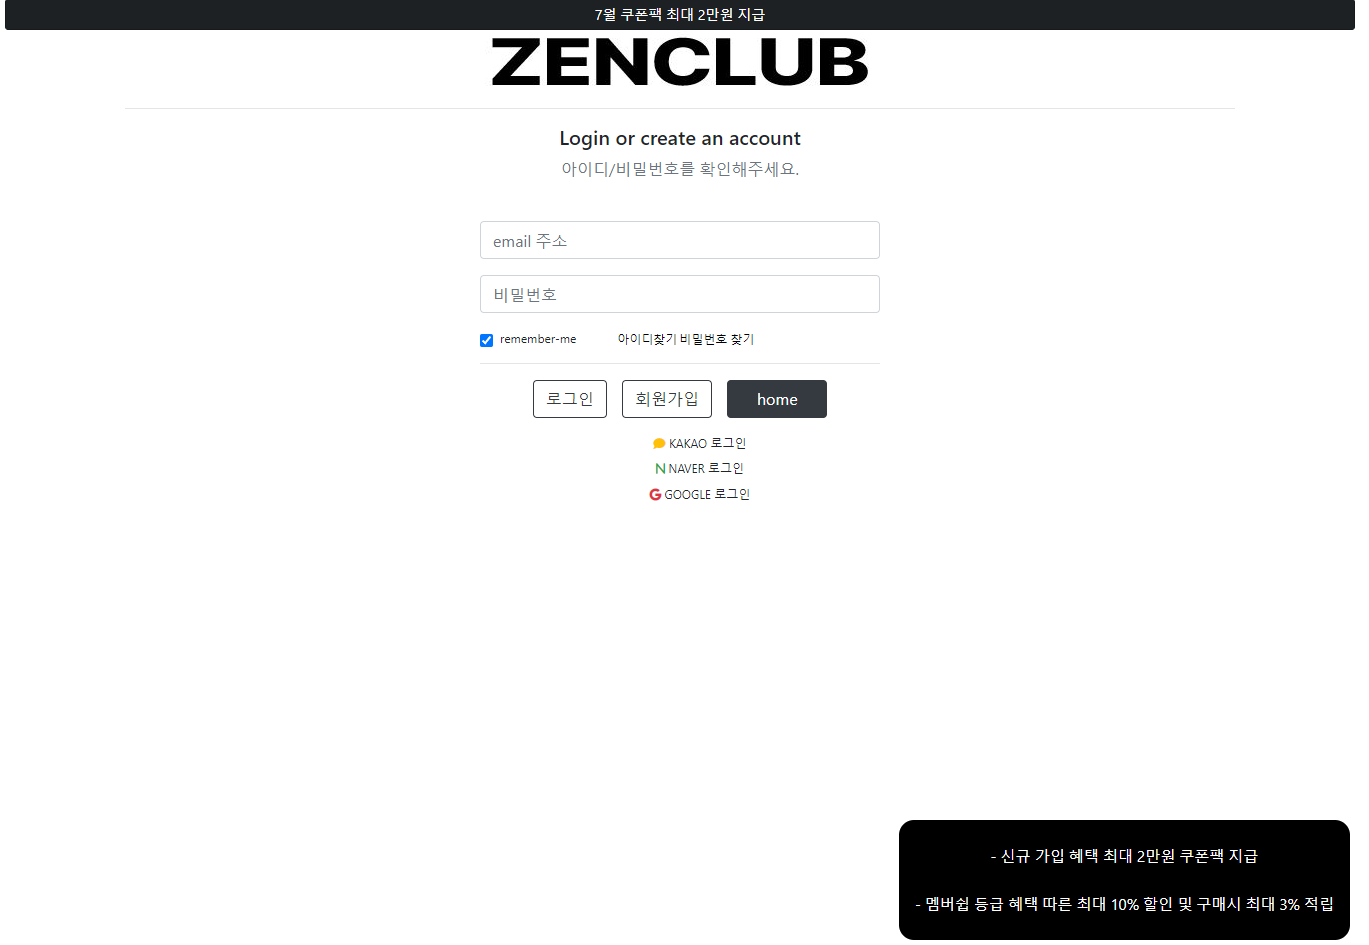 7월 쿠폰팩 최대 2만원 지급
ZENCLUB
Login or create an account
아이디/비밀번호를 확인해주세요.
email 주소
비밀번호
remember-me 아이디찾기 비밀번호 찾기
로그인 회원가입 home
KAKAO 로그인
N NAVER 로그인
G GOOGLE 로그인
- 신규 가입 혜택 최대 2만원 쿠폰팩 지급
- 멤버쉽 등급 혜택 따른 최대 10% 할인 및 구매시 최대 3% 적립